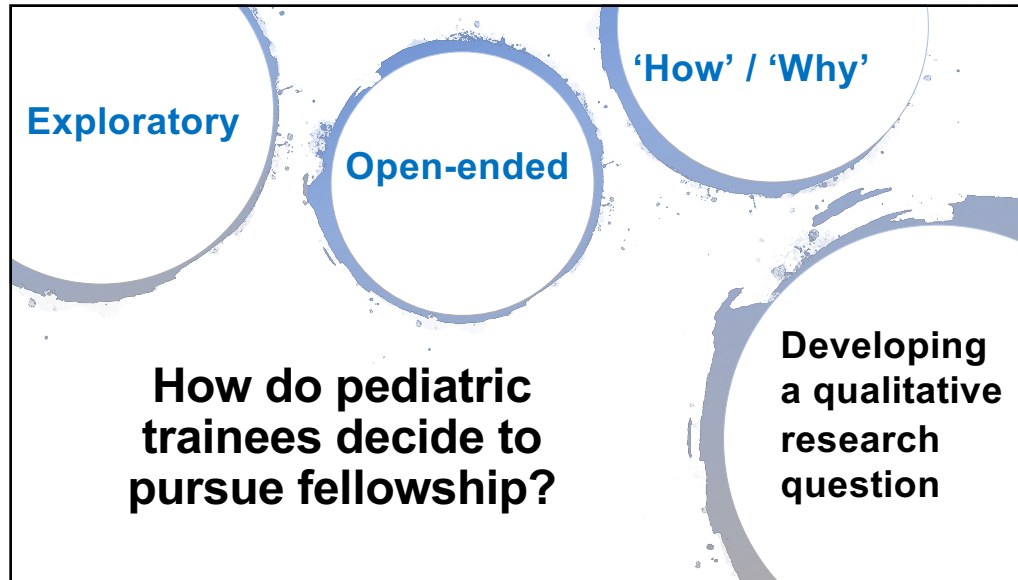 Exploratory
Open-ended
‘How’ / ‘Why’
How do pediatric
trainees decide to
pursue fellowship?
Developing
a qualitative
research
question